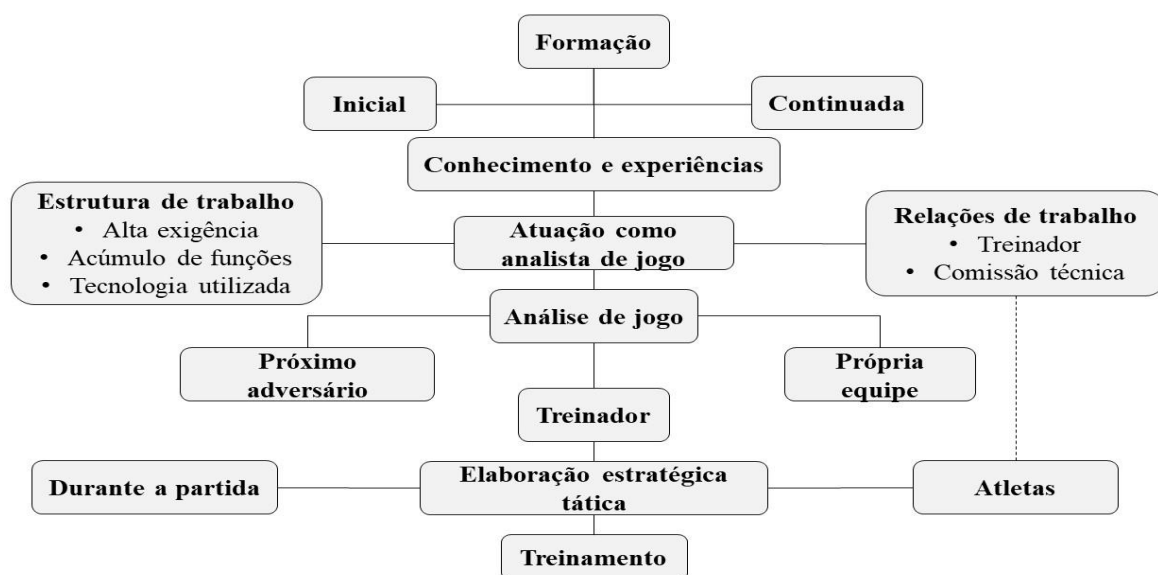 Formação
Inicial
Continuada
Conhecimento e experiências
Estrutura de trabalho
• Alta exigência
• Acúmulo de funções
• Tecnologia utilizada
Atuação como
analista de jogo
Relações de trabalho
• Treinador
• Comissão técnica
Análise de jogo
Próximo
adversário
Própria
equipe
Treinador
Durante a partida
Elaboração estratégica
tática
Atletas
Treinamento